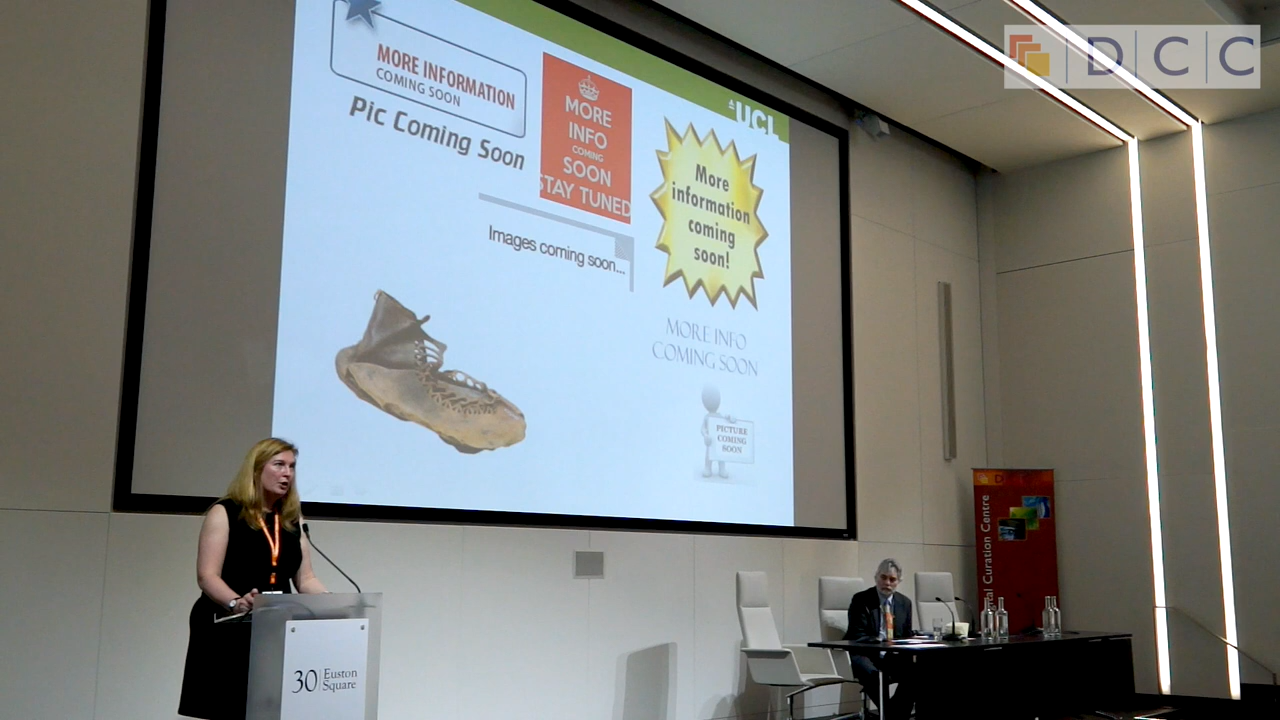 MORE INFORMATION
COMING SOON
Pic Coming Soon
MORE
INFO
COMING
SOON
STAY TUNED
UCL
DCC
More
information
coming
soon!
Images coming soon...
MORE INFO
COMING SOON
PICTURE
COMING
SOON
Curation Centre
30 Euston
Square